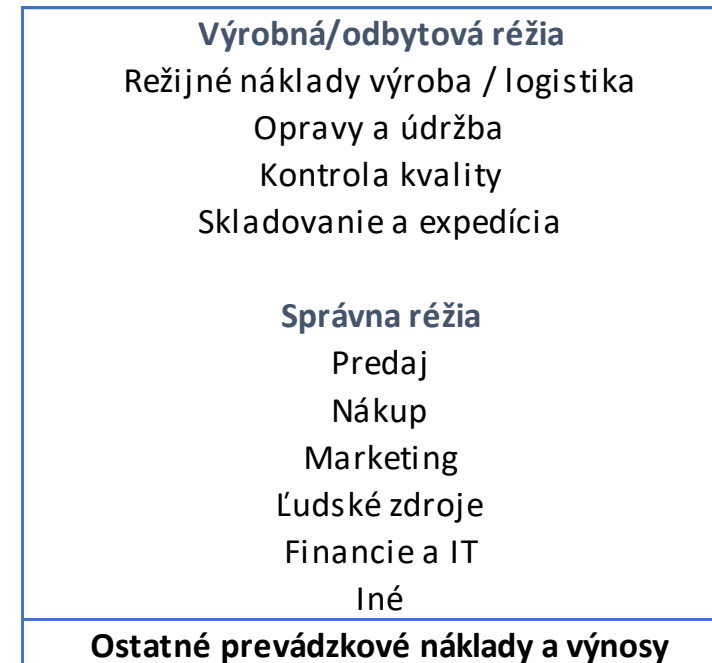 Výrobná/odbytová réžia
Režijné náklady výroba / logistika
Opravy a údržba
Kontrola kvality
Skladovanie a expedícia
Správna réžia
Predaj
Nákup
Marketing
Ľudské zdroje
Financie a IT
Iné
Ostatné prevádzkové náklady a výnosy